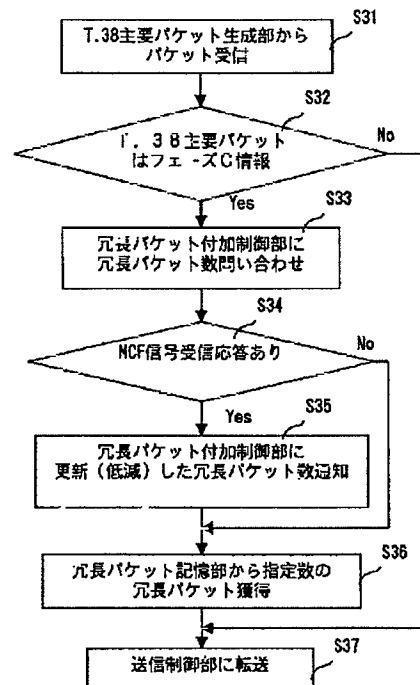 S31
T.38主要パケット生成部から
パケット受信
S32
T．38主要パケット
はフェーズC情報
No
Yes
S33
冗長パケット付加制御部に
冗長パケット数問い合わせ
S34
MCF信号受信応答あり
No
Yes
S35
冗長パケット付加制御部に
更新（低減）した冗長パケット数通知
冗長パケット記憶部から指定数の
冗長パケット獲得
S36
S37
送信制御部に転送